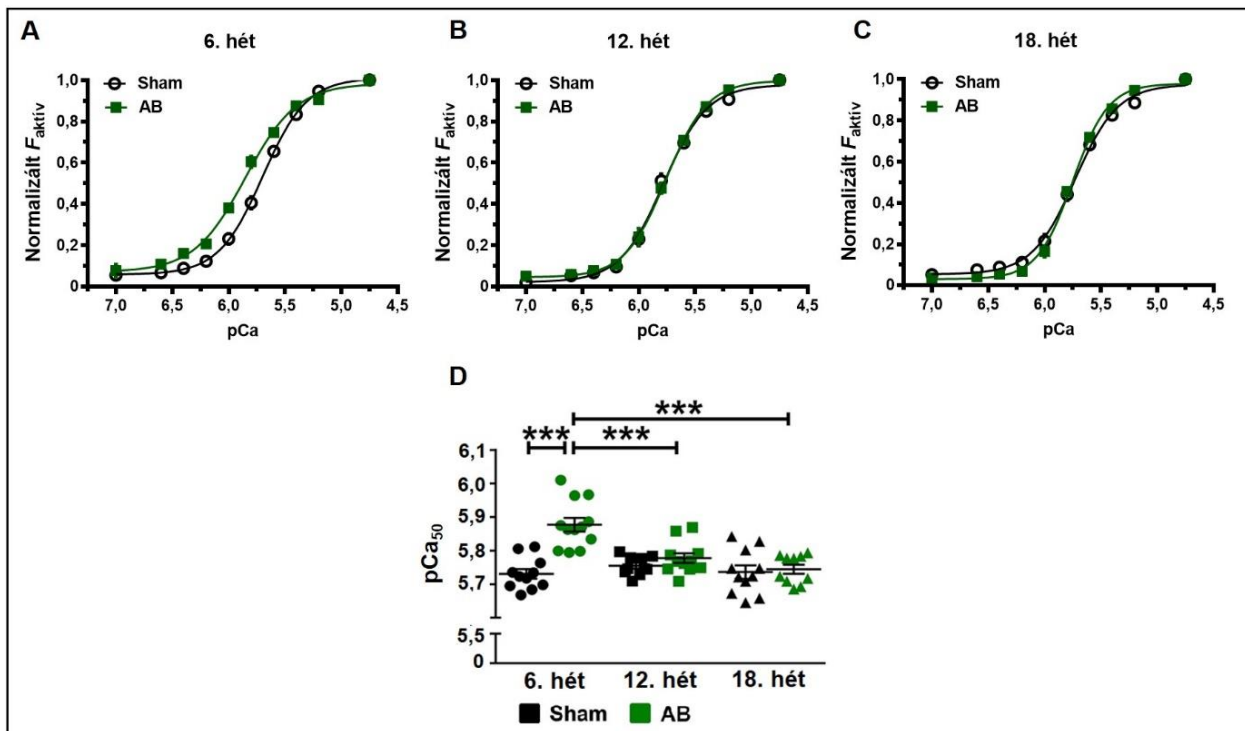 A
6. hét
B
12. hét
C
18. hét
Normalizált Faktív
1,0
0,8
0,6
0,4
0,2
0
Sham
AB
7,0 6,5 6,0 5,5 5,0 4,5
pCa
Normalizált Faktív
1,0
0,8
0,6
0,4
0,2
0
Sham
AB
7,0 6,5 6,0 5,5 5,0 4,5
pCa
Normalizált Faktív
1,0
0,8
0,6
0,4
0,2
0
Sham
AB
7,0 6,5 6,0 5,5 5,0 4,5
pCa
D
***
*** ***
pCa50
6,1
6,0
5,9
5,8
5,7
5,5
0
6. hét 12. hét 18. hét
Sham AB